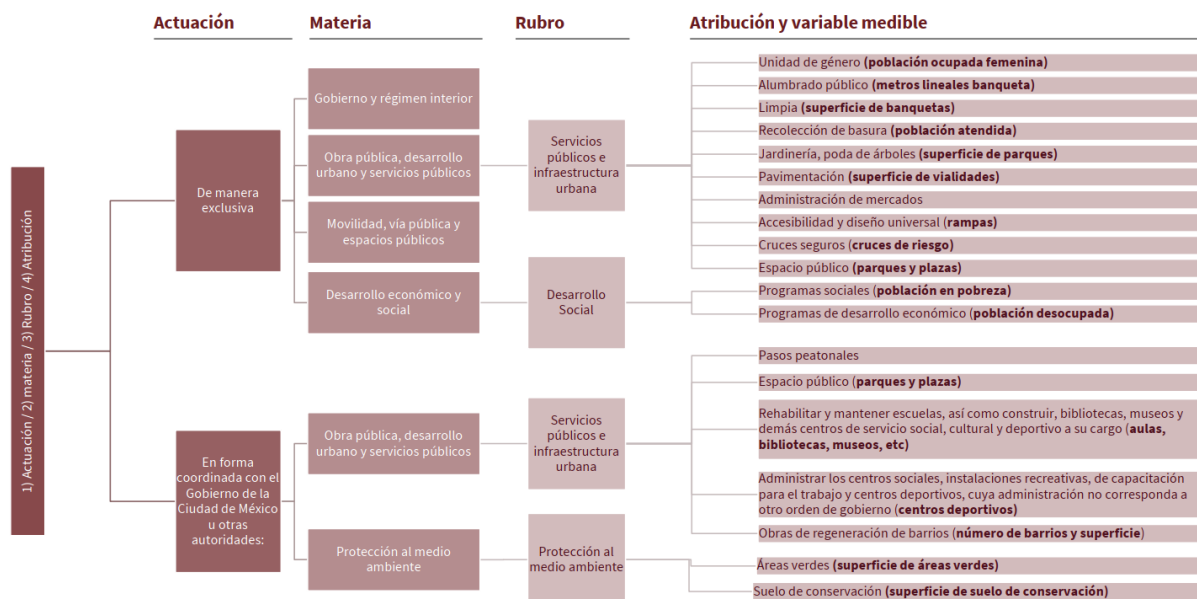 Actuación
Materia
Rubro
Atribución y variable medible
1) Actuación / 2) materia / 3) Rubro / 4) Atribución
De manera
exclusiva
Gobierno y régimen interior
Obra pública, desarrollo
urbano y servicios públicos
Movilidad, vía pública y
espacios públicos
Desarrollo económico y
social
Servicios
públicos e
infraestructura
urbana
Desarrollo
Social
Unidad de género (población ocupada femenina)
Alumbrado público (metros lineales banqueta)
Limpia (superficie de banquetas)
Recolección de basura (población atendida)
Jardinería, poda de árboles (superficie de parques)
Pavimentación (superficie de vialidades)
Administración de mercados
Accesibilidad y diseño universal (rampas)
Cruces seguros (cruces de riesgo)
Espacio público (parques y plazas)
Programas sociales (población en pobreza)
Programas de desarrollo económico (población desocupada)
En forma
coordinada con el
Gobierno de la
Ciudad de México
u otras
autoridades:
Obra pública, desarrollo
urbano y servicios públicos
Protección al medio
ambiente
Servicios
públicos e
infraestructura
urbana
Protección al
medio ambiente
Pasos peatonales
Espacio público (parques y plazas)
Rehabilitar y mantener escuelas, así como construir, bibliotecas, museos y
demás centros de servicio social, cultural y deportivo a su cargo (aulas,
bibliotecas, museos, etc)
Administrar los centros sociales, instalaciones recreativas, de capacitación
para el trabajo y centros deportivos, cuya administración no corresponda a
otro orden de gobierno (centros deportivos)
Obras de regeneración de barrios (número de barrios y superficie)
Áreas verdes (superficie de áreas verdes)
Suelo de conservación (superficie de suelo de conservación)